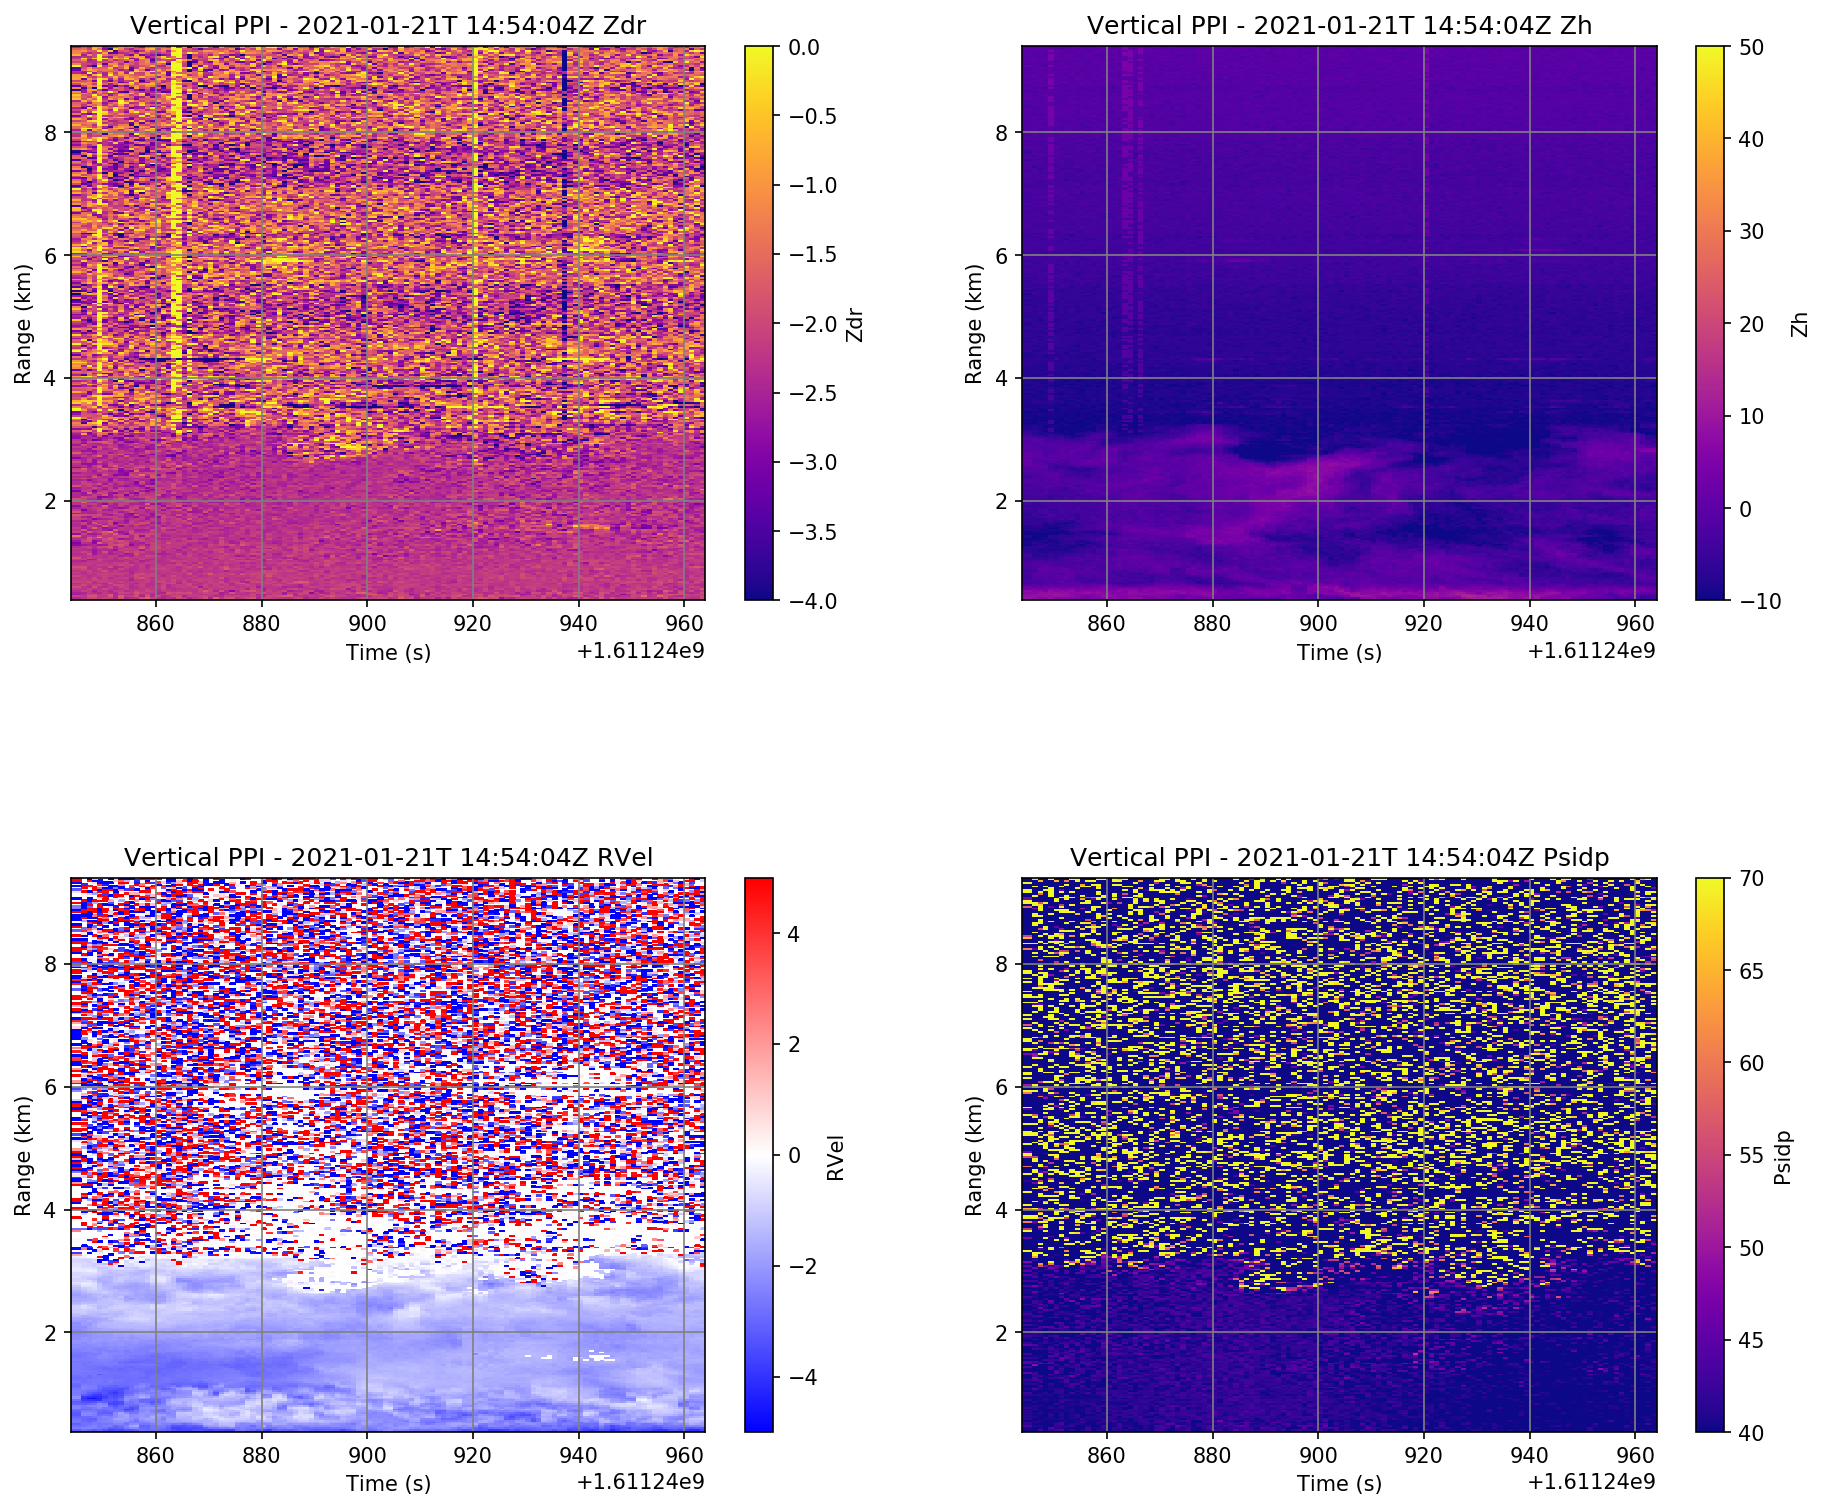 Vertical PPI - 2021-01-21T 14:54:04Z Zdr
Range (km)
8
6
4
2
860 880 900 920 940 960
Time (s)
+1.61124e9
0.0
−0.5
−1.0
−1.5
−2.0
−2.5
−3.0
−3.5
−4.0
Zdr
Vertical PPI - 2021-01-21T 14:54:04Z Zh
Range (km)
8
6
4
2
860 880 900 920 940 960
Time (s)
+1.61124e9
50
40
30
20
10
0
−10
Zh
Vertical PPI - 2021-01-21T 14:54:04Z RVel
Range (km)
8
6
4
2
860 880 900 920 940 960
Time (s)
+1.61124e9
4
2
0
−2
−4
RVel
Vertical PPI - 2021-01-21T 14:54:04Z Psidp
Range (km)
8
6
4
2
860 880 900 920 940 960
Time (s)
+1.61124e9
70
65
60
55
50
45
40
Psidp